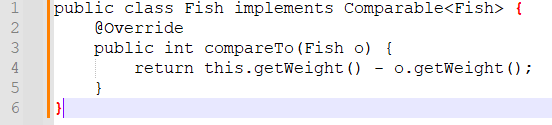 1 public class Fish implements Comparable<Fish> {
2     @Override
3     public int compareTo(Fish o) {
4         return this.getWeight() - o.getWeight();
5     }
6 }